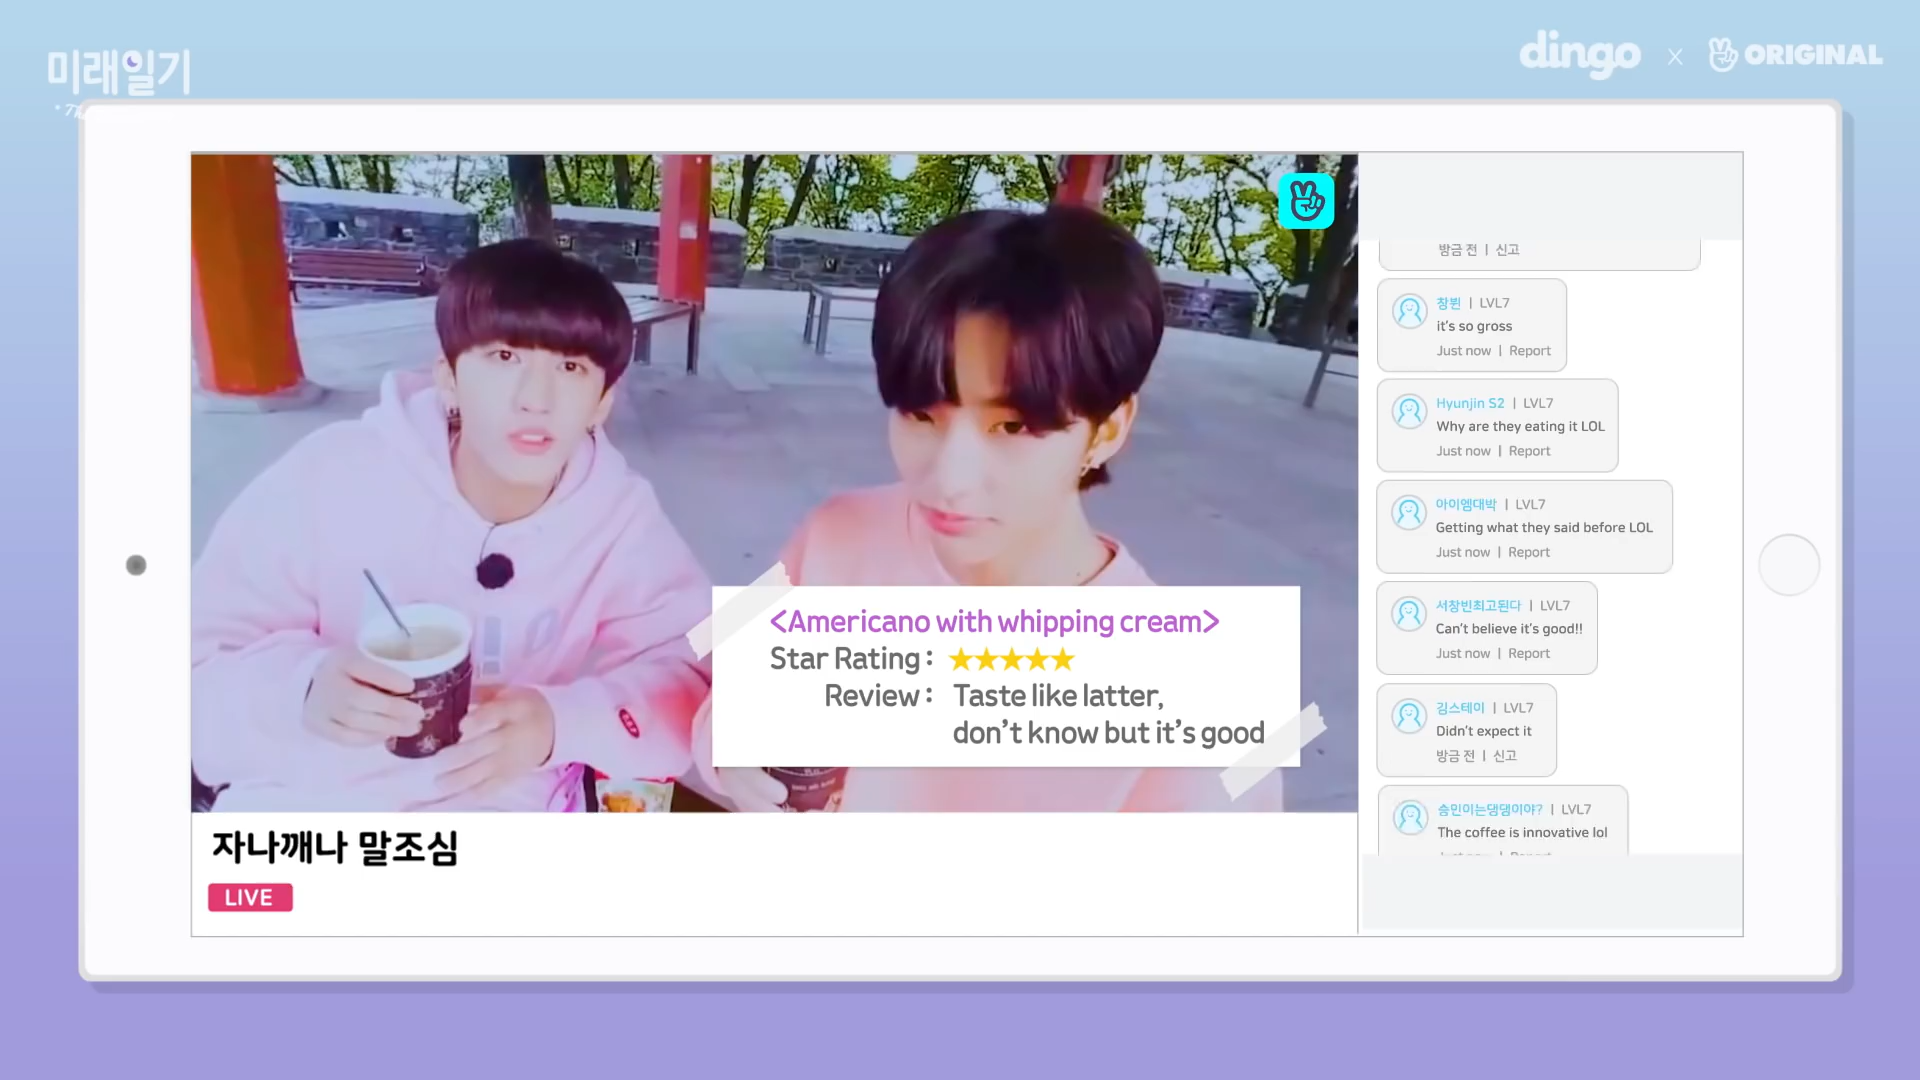 미래일기
dingo x ORIGINAL
방금 전 | 신고
창뷘 | LVL7
it's so gross
Just now | Report
Hyunjin S2 | LVL7
Why are they eating it LOL
Just now | Report
아이엠대박 | LVL7
Getting what they said before LOL
Just now | Report
서창빈최고된다 | LVL7
Can't believe it's good!!
Just now | Report
김스테이 | LVL7
Didn't expect it
방금 전 | 신고
승민이는댕댕이야? | LVL7
The coffee is innovative lol
Just now | Report
<Americano with whipping cream>
Star Rating : ★★★★★
Review : Taste like latter,
don't know but it's good
자나깨나 말조심
LIVE